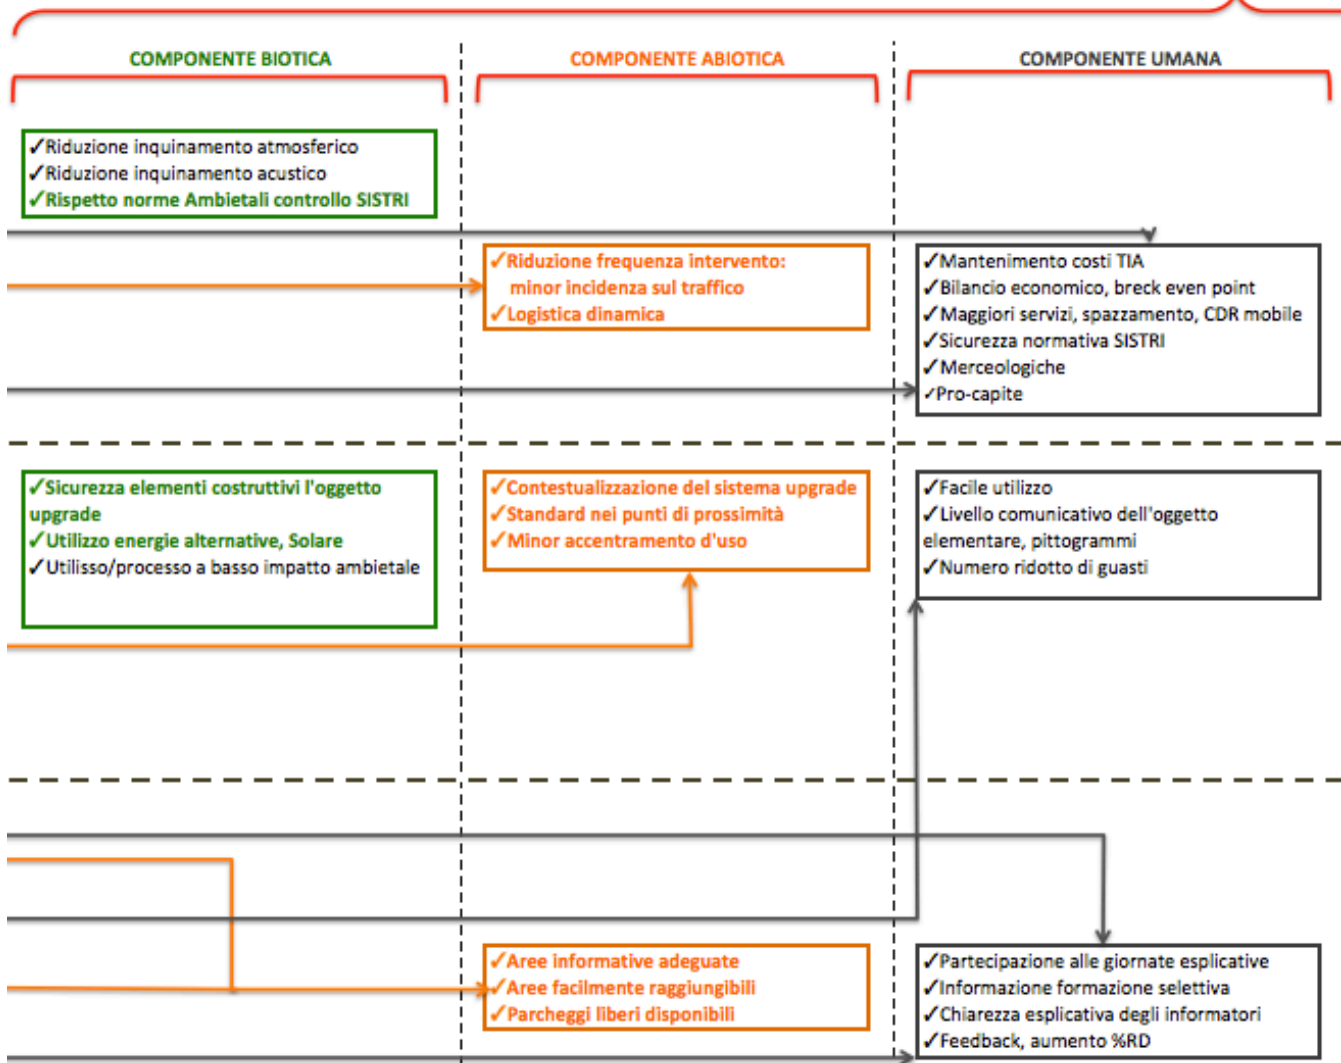 COMPONENTE BIOTICA
COMPONENTE ABIOTICA
COMPONENTE UMANA
✓Riduzione inquinamento atmosferico
✓Riduzione inquinamento acustico
✓Rispetto norme Ambietali controllo SISTRI
✓Riduzione frequenza intervento:
minor incidenza sul traffico
✓Logistica dinamica
✓Mantenimento costi TIA
✓Bilancio economico, breck even point
✓Maggiori servizi, spazzamento, CDR mobile
✓Sicurezza normativa SISTRI
✓Merceologiche
✓Pro-capite
✓Sicurezza elementi costruttivi l'oggetto
upgrade
✓Utilizzo energie alternative, Solare
✓Utilisso/processo a basso impatto ambietale
✓Contestualizzazione del sistema upgrade
✓Standard nei punti di prossimità
✓Minor accentramento d'uso
✓Facile utilizzo
✓Livello comunicativo dell'oggetto
elementare, pittogrammi
✓Numero ridotto di guasti
✓Aree informative adeguate
✓Aree facilmente raggiungibili
✓Parcheggi liberi disponibili
✓Partecipazione alle giornate esplicative
✓Informazione formazione selettiva
✓Chiarezza esplicativa degli informatori
✓Feedback, aumento %RD